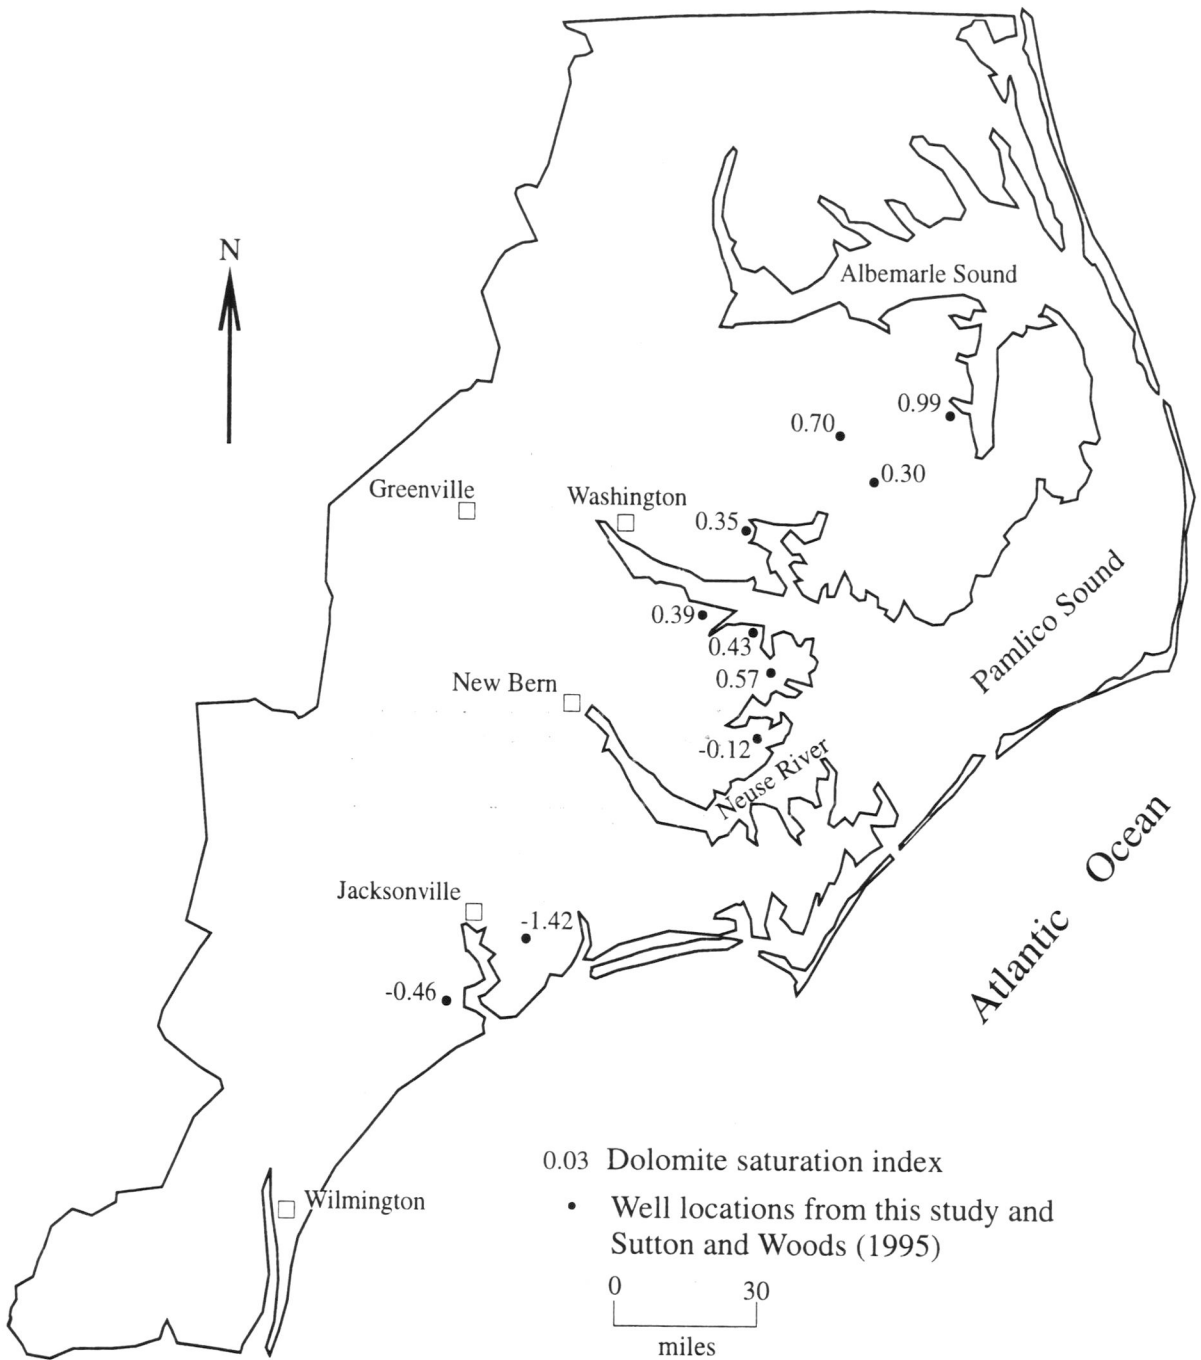 N
Albemarle Sound
0.99
0.70
0.30
Greenville
Washington
0.35
Pamlico Sound
0.39
0.43
0.57
New Bern
-0.12
Neuse River
Atlantic Ocean
Jacksonville
-1.42
-0.46
0.03 Dolomite saturation index
Well locations from this study and
Sutton and Woods (1995)
Wilmington
0 30
miles